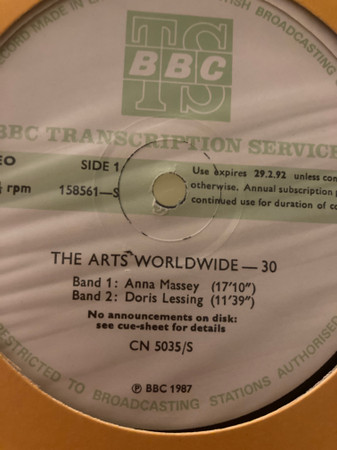 RECORD MADE IN E
ISH BROADCASTING
TS
BBC
BBC TRANSCRIPTION SERVICE
SIDE 1
rpm 158561—S
Use expires 29.2.92 unless con
otherwise. Annual subscription p
continued use for duration of co
THE ARTS WORLDWIDE — 30
Band 1: Anna Massey (17'10")
Band 2: Doris Lessing (11'39")
No announcements on disk:
see cue-sheet for details
CN 5035/S
℗ BBC 1987
RESTRICTED TO BROADCASTING STATIONS AUTHORISED